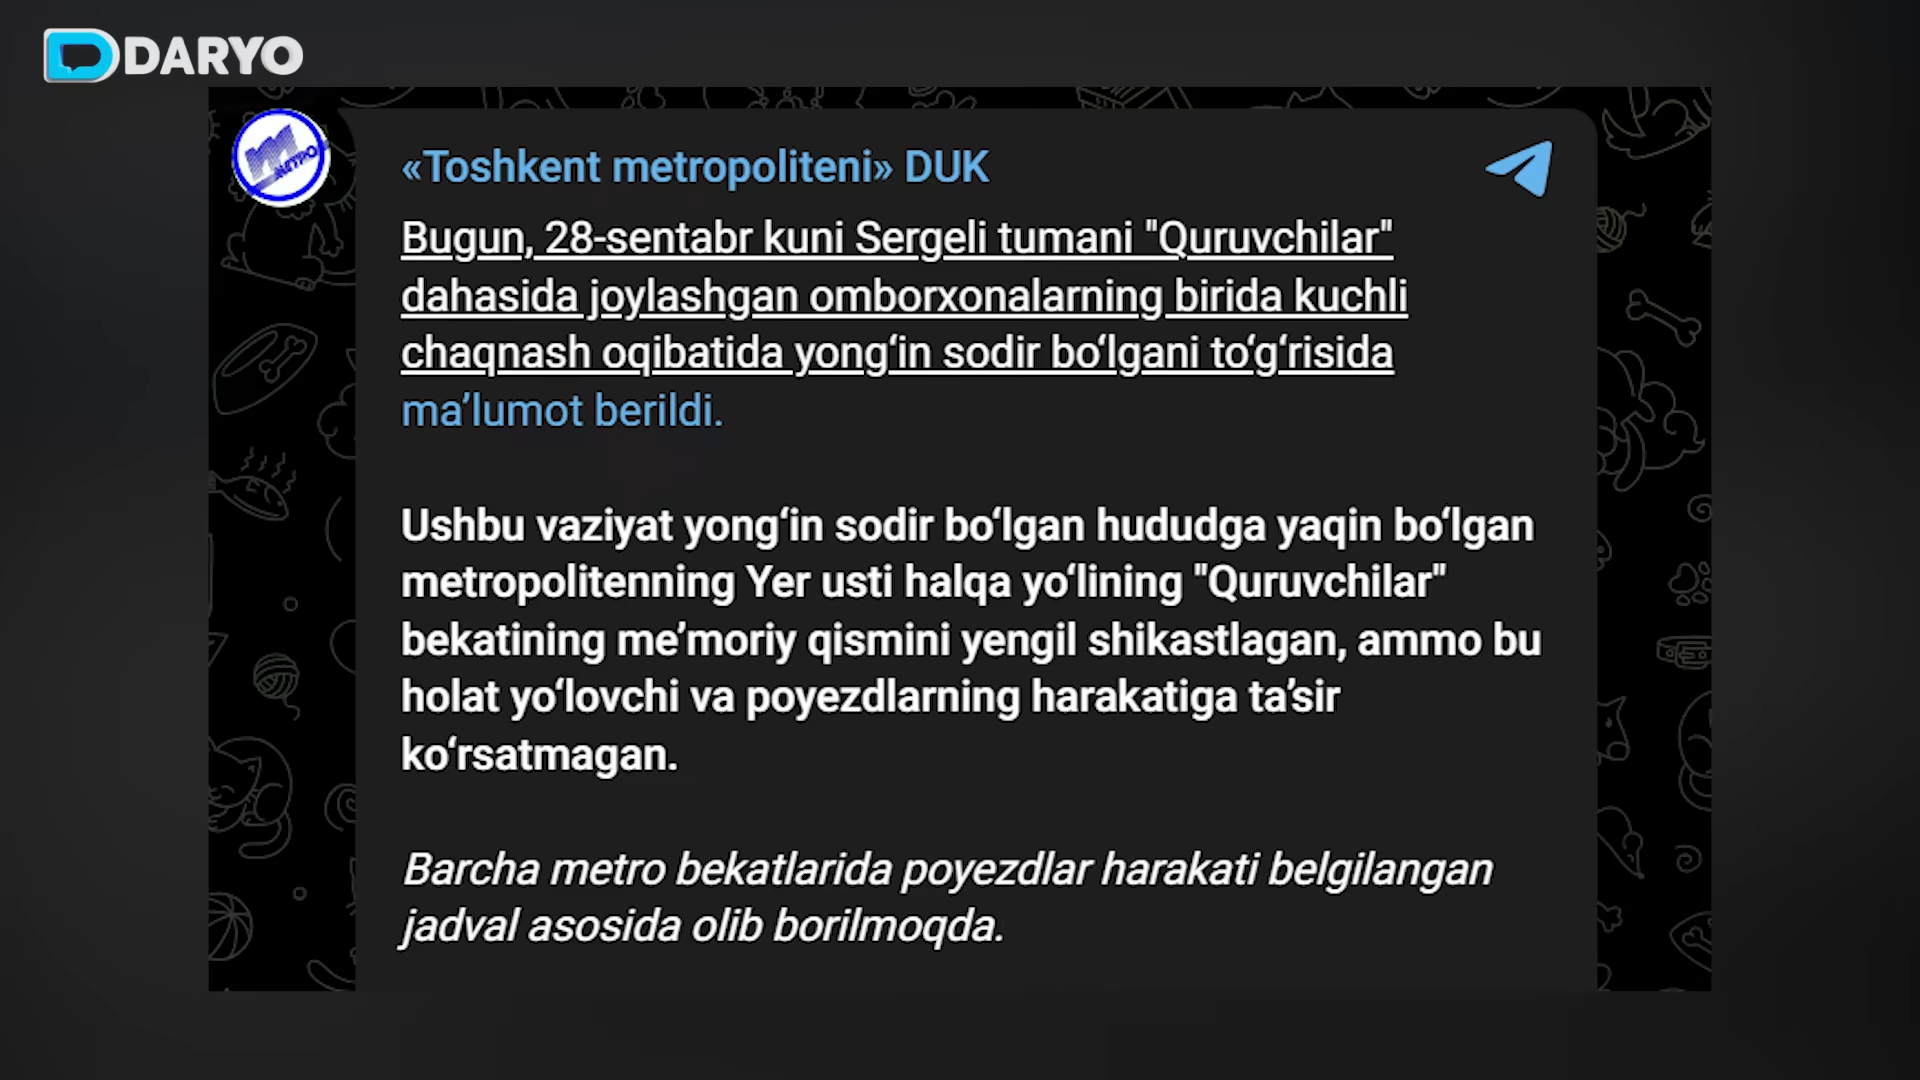 DARYO
МЕТРО
«Toshkent metropoliteni» DUK
Bugun, 28-sentabr kuni Sergeli tumani "Quruvchilar"
dahasida joylashgan omborxonalarning birida kuchli
chaqnash oqibatida yong‘in sodir bo‘lgani to‘g‘risida
ma’lumot berildi.
Ushbu vaziyat yong‘in sodir bo‘lgan hududga yaqin bo‘lgan
metropolitenning Yer usti halqa yo‘lining "Quruvchilar"
bekatining me’moriy qismini yengil shikastlagan, ammo bu
holat yo‘lovchi va poyezdlarning harakatiga ta’sir
ko‘rsatmagan.
Barcha metro bekatlarida poyezdlar harakati belgilangan
jadval asosida olib borilmoqda.